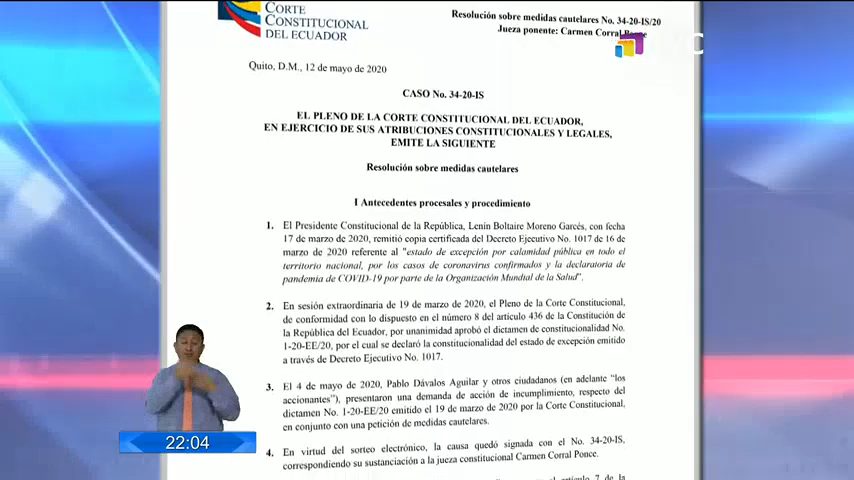 CORTE
CONSTITUCIONAL
DEL ECUADOR
Resolución sobre medidas cautelares No. 34-20-IS/20
Jueza ponente: Carmen Corral Ponce
Quito, D.M., 12 de mayo de 2020
CASO No. 34-20-IS
EL PLENO DE LA CORTE CONSTITUCIONAL DEL ECUADOR,
EN EJERCICIO DE SUS ATRIBUCIONES CONSTITUCIONALES Y LEGALES,
EMITE LA SIGUIENTE
Resolución sobre medidas cautelares
I Antecedentes procesales y procedimiento
1. El Presidente Constitucional de la República, Lenin Boltaire Moreno Garcés, con fecha
17 de marzo de 2020, remitió copia certificada del Decreto Ejecutivo No. 1017 de 16 de
marzo de 2020 referente al "estado de excepción por calamidad pública en todo el
territorio nacional, por los casos de coronavirus confirmados y la declaratoria de
pandemia de COVID-19 por parte de la Organización Mundial de la Salud".
2. En sesión extraordinaria de 19 de marzo de 2020, el Pleno de la Corte Constitucional,
de conformidad con lo dispuesto en el número 8 del artículo 436 de la Constitución de
la República del Ecuador, por unanimidad aprobó el dictamen de constitucionalidad No.
1-20-EE/20, por el cual se declaró la constitucionalidad del estado de excepción emitido
a través de Decreto Ejecutivo No. 1017.
3. El 4 de mayo de 2020, Pablo Dávalos Aguilar y otros ciudadanos (en adelante "los
accionantes"), presentaron una demanda de acción de incumplimiento, respecto del
dictamen No. 1-20-EE/20 emitido el 19 de marzo de 2020 por la Corte Constitucional,
en conjunto con una petición de medidas cautelares.
4. En virtud del sorteo electrónico, la causa quedó signada con el No. 34-20-IS,
correspondiendo su sustanciación a la jueza constitucional Carmen Corral Ponce.
artículo 7 de la
22:04